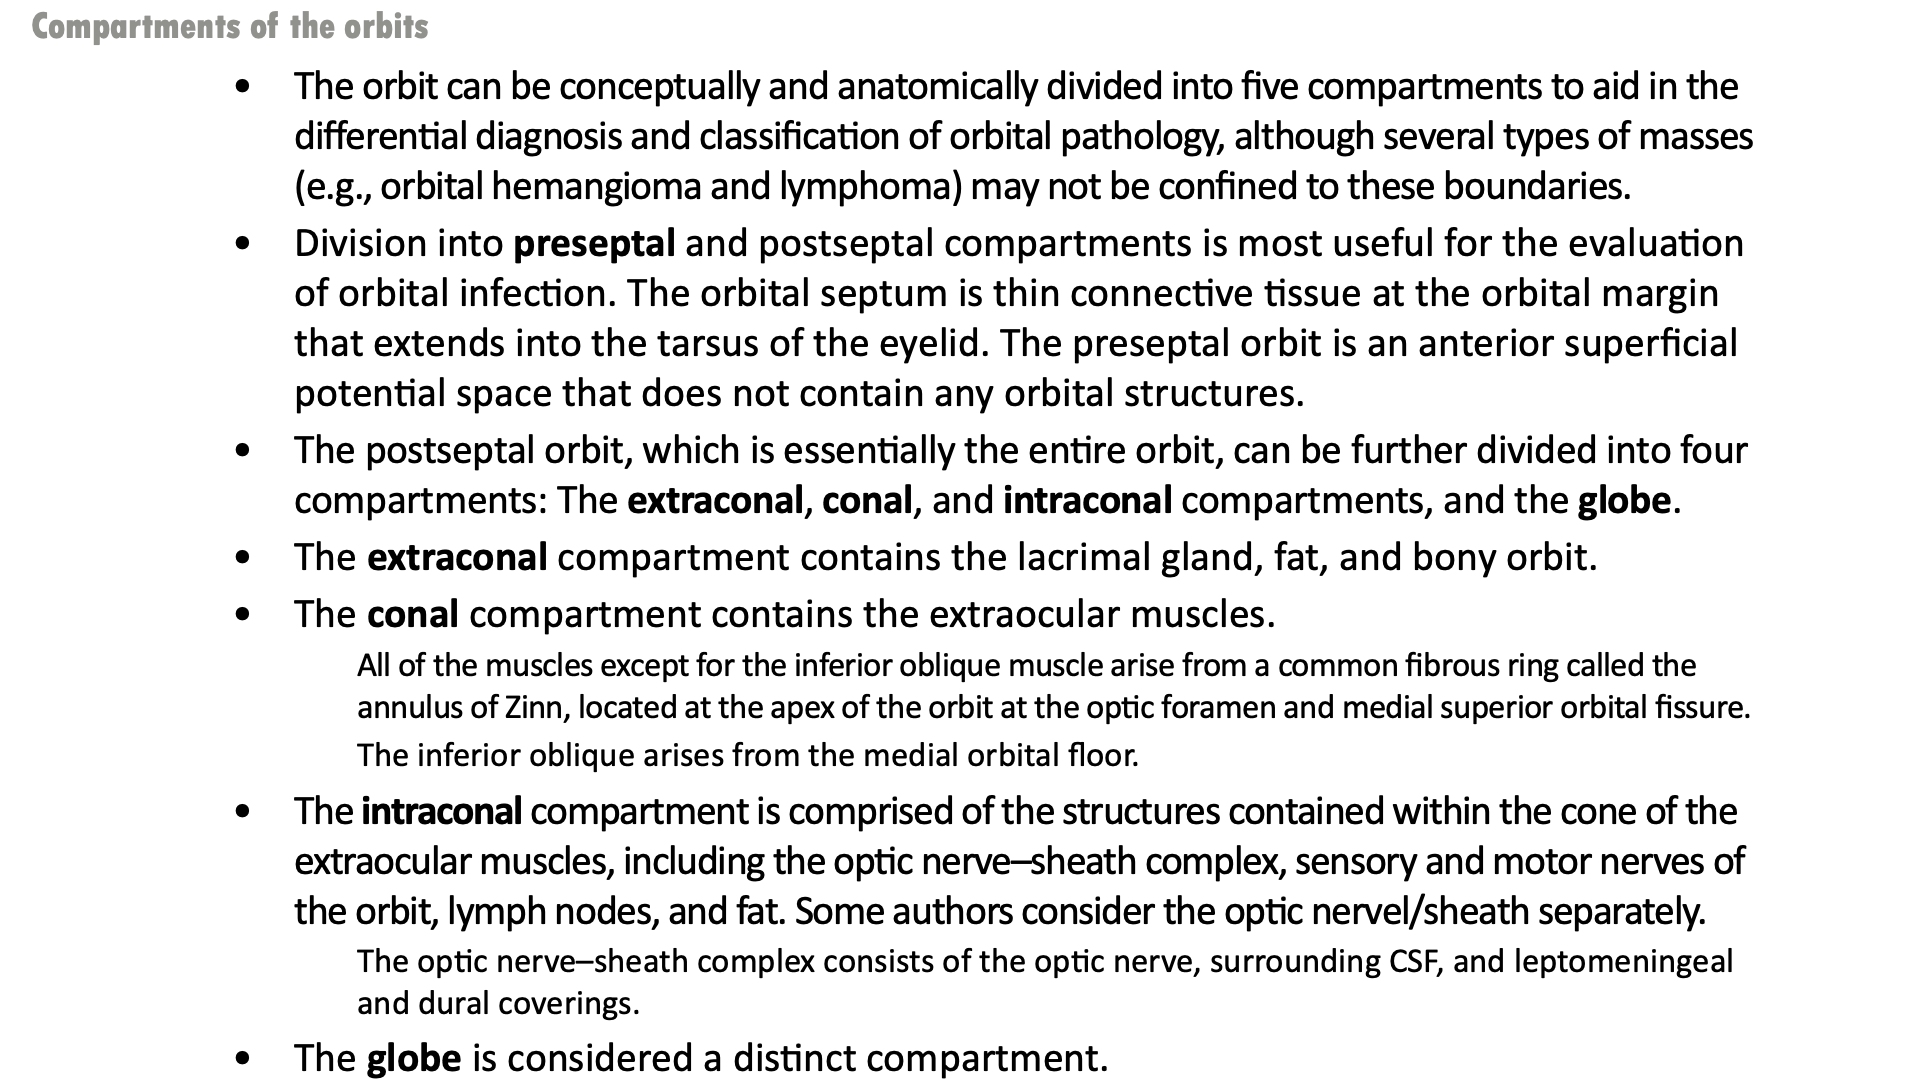 Compartments of the orbits
• The orbit can be conceptually and anatomically divided into five compartments to aid in the
differential diagnosis and classification of orbital pathology, although several types of masses
(e.g., orbital hemangioma and lymphoma) may not be confined to these boundaries.
• Division into preseptal and postseptal compartments is most useful for the evaluation
of orbital infection. The orbital septum is thin connective tissue at the orbital margin
that extends into the tarsus of the eyelid. The preseptal orbit is an anterior superficial
potential space that does not contain any orbital structures.
• The postseptal orbit, which is essentially the entire orbit, can be further divided into four
compartments: The extraconal, conal, and intraconal compartments, and the globe.
• The extraconal compartment contains the lacrimal gland, fat, and bony orbit.
• The conal compartment contains the extraocular muscles.
All of the muscles except for the inferior oblique muscle arise from a common fibrous ring called the
annulus of Zinn, located at the apex of the orbit at the optic foramen and medial superior orbital fissure.
The inferior oblique arises from the medial orbital floor.
• The intraconal compartment is comprised of the structures contained within the cone of the
extraocular muscles, including the optic nerve–sheath complex, sensory and motor nerves of
the orbit, lymph nodes, and fat. Some authors consider the optic nervel/sheath separately.
The optic nerve–sheath complex consists of the optic nerve, surrounding CSF, and leptomeningeal
and dural coverings.
• The globe is considered a distinct compartment.